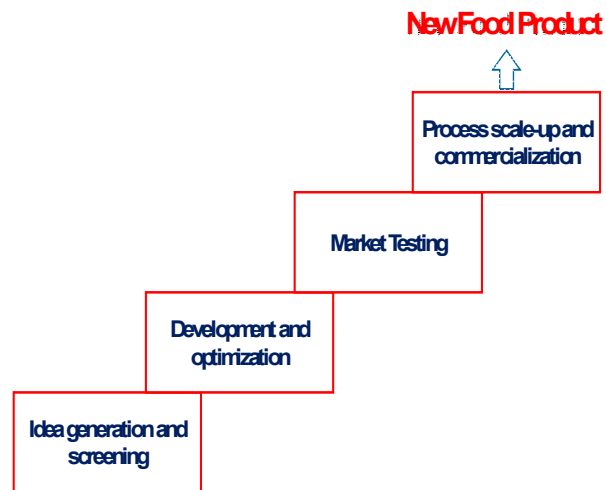 New Food Product
Process scale-up and
commercialization
Market Testing
Development and
optimization
Idea generation and
screening